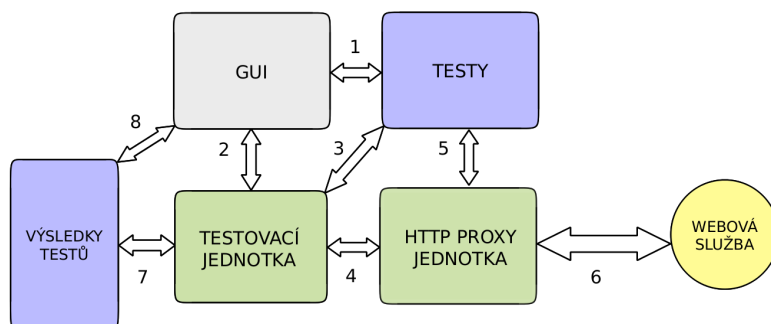 1
GUI
TESTY
8
2
3
5
VÝSLEDKY
TESTŮ
TESTOVACÍ
JEDNOTKA
HTTP PROXY
JEDNOTKA
WEBOVÁ
SLUŽBA
7
4
6